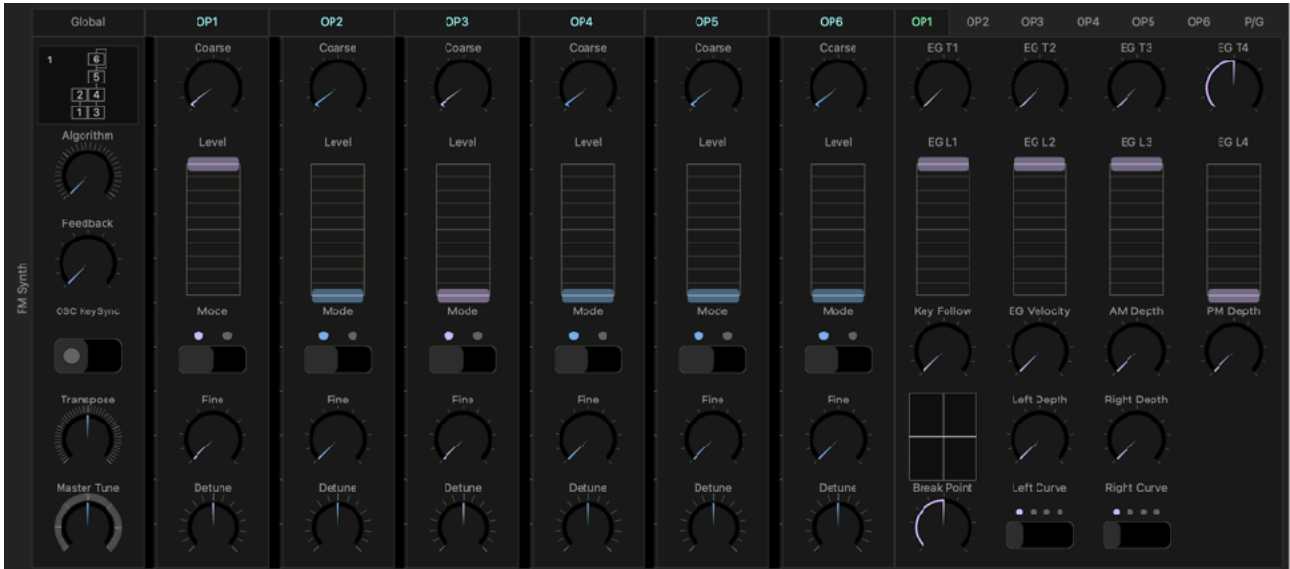 FM Synth
Global OP1 OP2 OP3 OP4 OP5 OP6 OP1 OP2 OP3 OP4 OP5 OP6 P/G
Coarse Coarse Coarse Coarse Coarse Coarse EG T1 EG T2 EG T3 EG T4
1 6
5
2 4
1 3
Algorithm Level Level Level Level Level Level EG L1 EG L2 EG L3 EG L4
Feedback
OSC KeySync Mode Mode Mode Mode Mode Mode Key Follow EG Velocity AM Depth PM Depth
Transpose Fine Fine Fine Fine Fine Fine Left Depth Right Depth
Master Tune Detune Detune Detune Detune Detune Detune Break Point Left Curve Right Curve